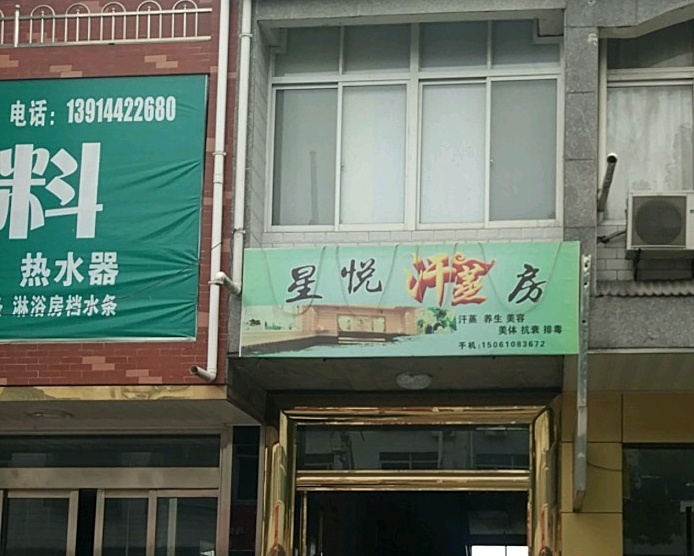 电话：13914422680
料
热水器
淋浴房档水条
星悦汗蒸房
汗蒸 养生 美容
美体 抗衰 排毒
手机：15061083672